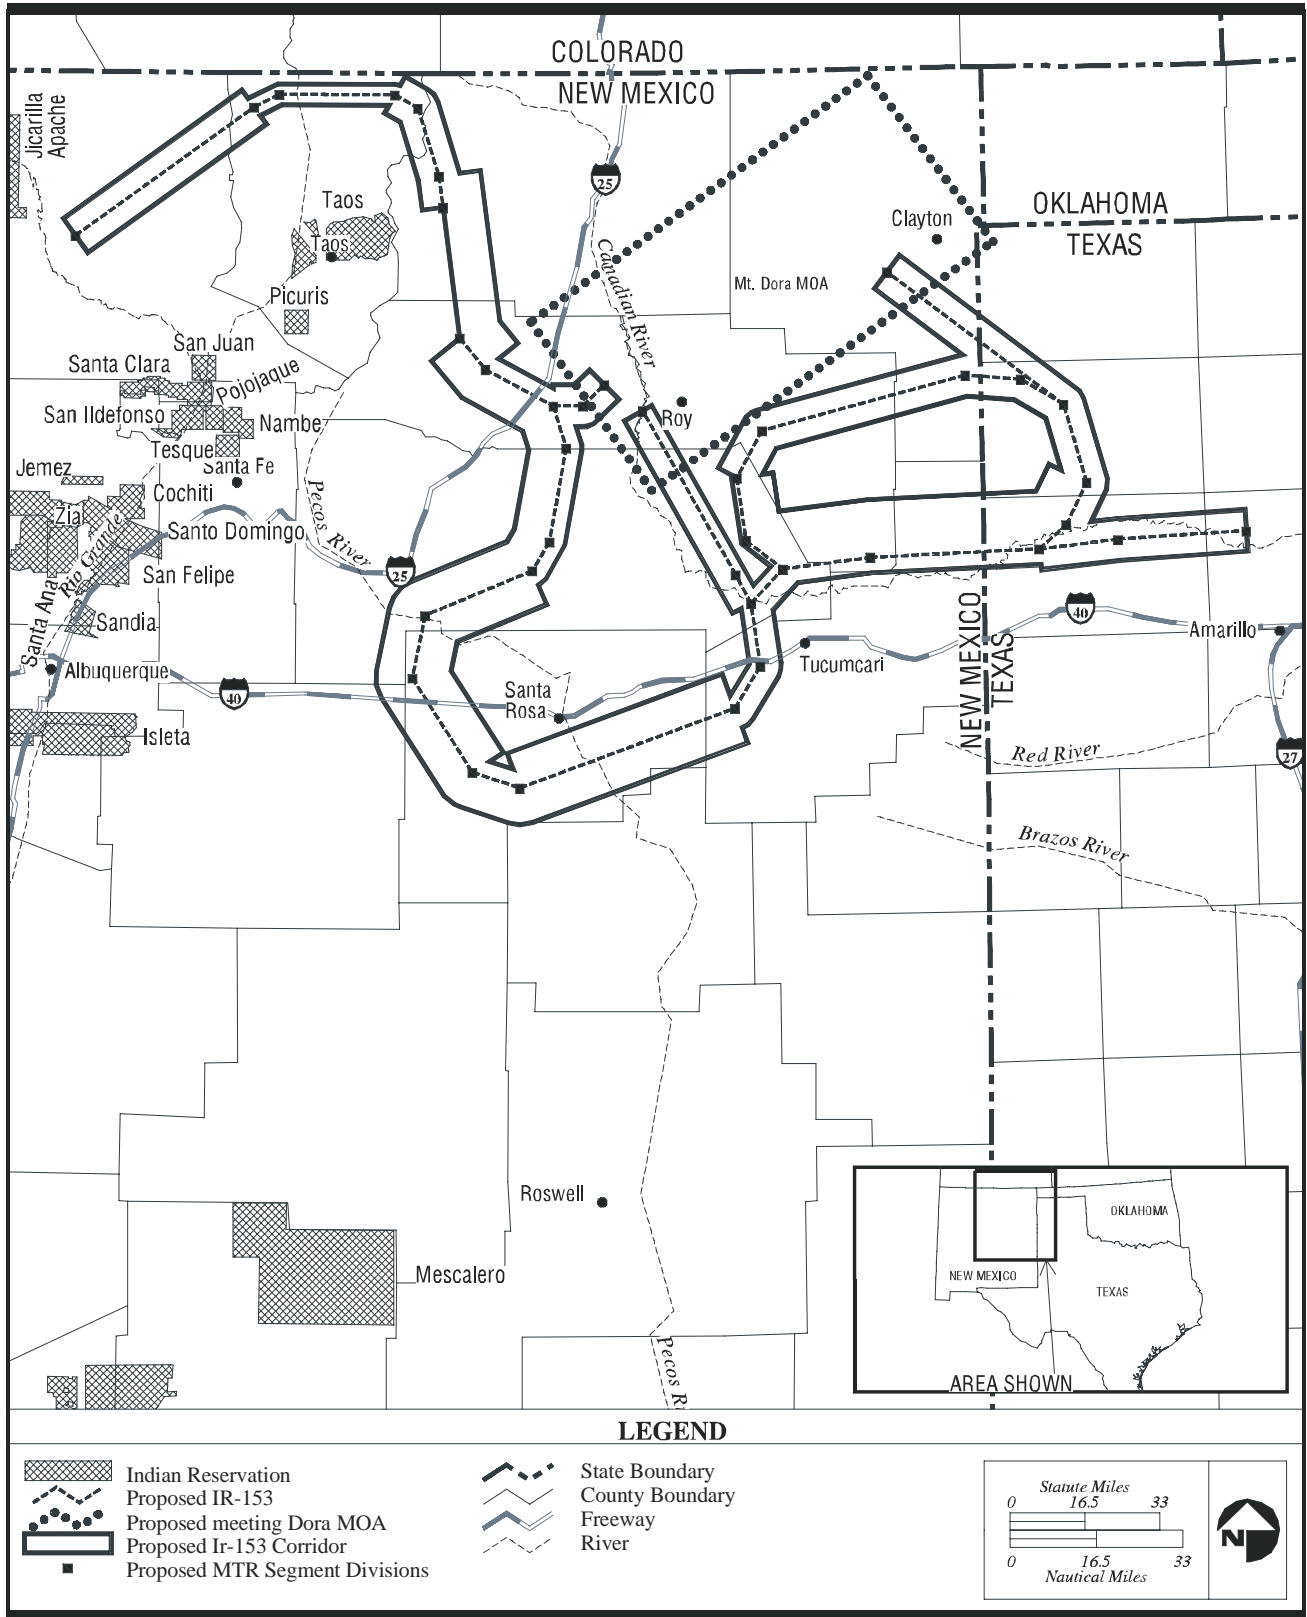 COLORADO
NEW MEXICO
Jicarilla
Apache
25
Taos
Taos
Clayton
OKLAHOMA
TEXAS
Canadian River
Mt. Dora MOA
Picuris
San Juan
Santa Clara
Pojojaque
San Ildefonso
Nambe
Roy
Tesque
Jemez
Santa Fe
Cochiti
Pecos River
Zia
Rio Grande
Santo Domingo
San Felipe
25
Santa Ana
Sandia
NEW MEXICO
TEXAS
40
Amarillo
Albuquerque
Tucumcari
40
Santa
Rosa
Isleta
Red River
27
Brazos River
Roswell
Mescalero
Pecos Ri
OKLAHOMA
NEW MEXICO
TEXAS
AREA SHOWN
LEGEND
Indian Reservation
Proposed IR-153
Proposed meeting Dora MOA
Proposed Ir-153 Corridor
Proposed MTR Segment Divisions
State Boundary
County Boundary
Freeway
River
Statute Miles
0 16.5 33
0 16.5 33
Nautical Miles
N